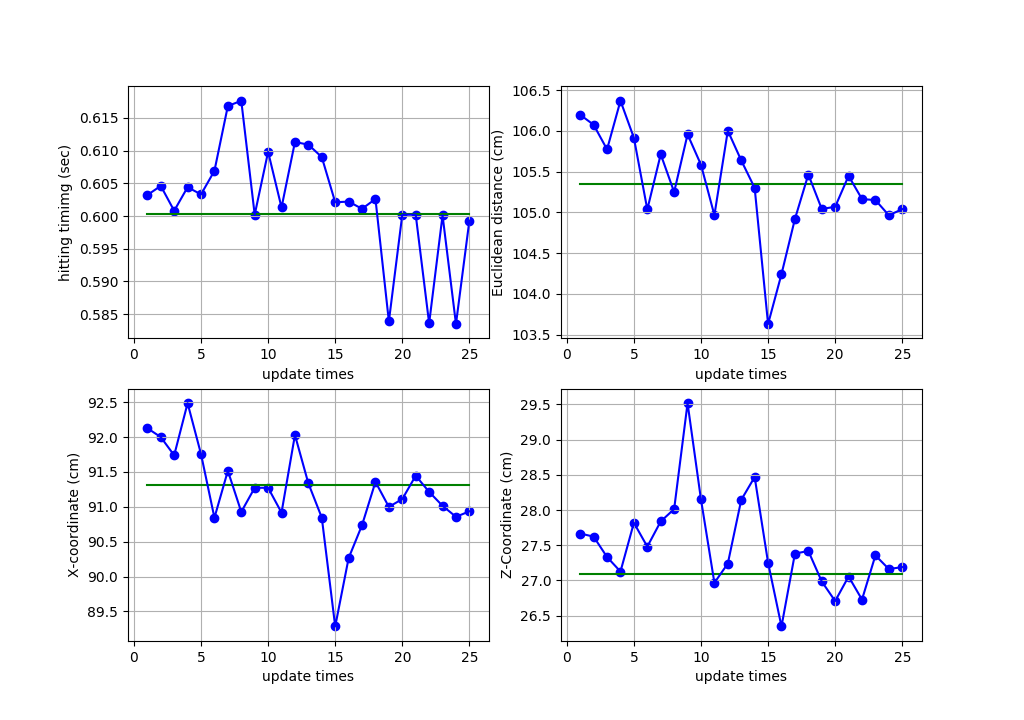 hitting timimg (sec)
0.615
0.610
0.605
0.600
0.595
0.590
0.585
0 5 10 15 20 25
update times
Euclidean distance (cm)
106.5
106.0
105.5
105.0
104.5
104.0
103.5
0 5 10 15 20 25
update times
X-coordinate (cm)
92.5
92.0
91.5
91.0
90.5
90.0
89.5
0 5 10 15 20 25
update times
Z-Coordinate (cm)
29.5
29.0
28.5
28.0
27.5
27.0
26.5
0 5 10 15 20 25
update times